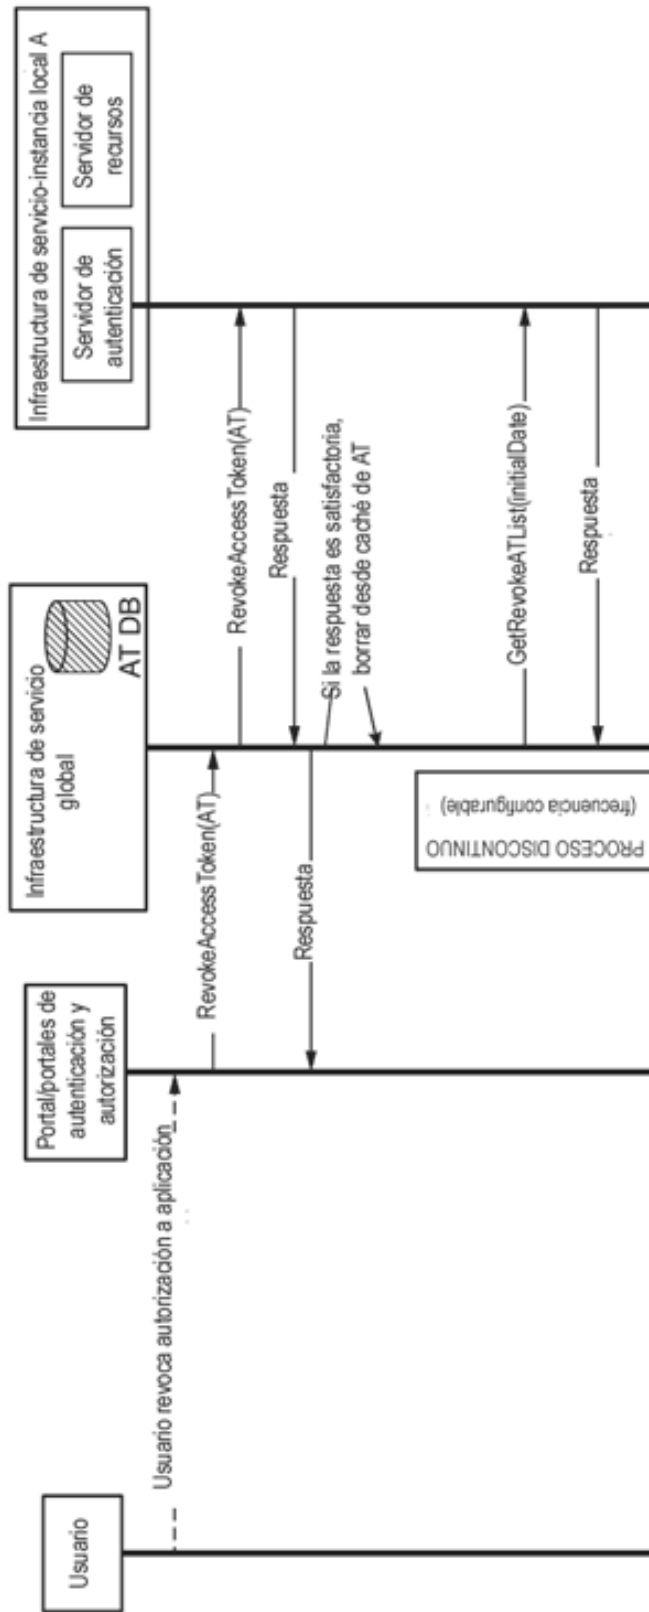 Usuario
Portal/portales de
autenticación y
autorización
Infraestructura de servicio
global
AT DB
Infraestructura de servicio-instancia local A
Servidor de
autenticación
Servidor de
recursos
Usuario revoca autorización a aplicación
RevokeAccessToken(AT)
RevokeAccessToken(AT)
Respuesta
Respuesta
Si la respuesta es satisfactoria,
borrar desde caché de AT
PROCESO DISCONTINUO
(frecuencia configurable)
GetRevokeATList(initialDate)
Respuesta